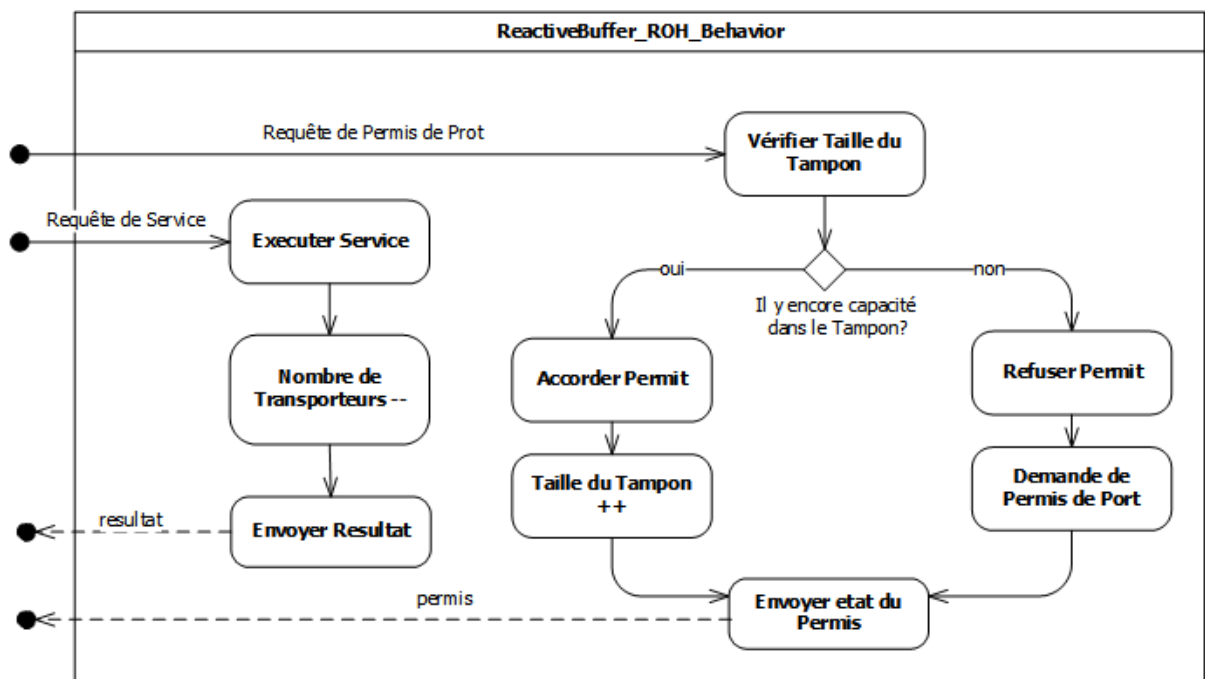 ReactiveBuffer_ROH_Behavior
Requête de Permis de Prot
Vérifier Taille du
Tampon
Requête de Service
Executer Service
oui
non
Il y encore capacité
dans le Tampon?
Nombre de
Transporteurs --
Accorder Permit
Refuser Permit
Taille du Tampon
++
Demande de
Permis de Port
resultat
Envoyer Resultat
permis
Envoyer etat du
Permis